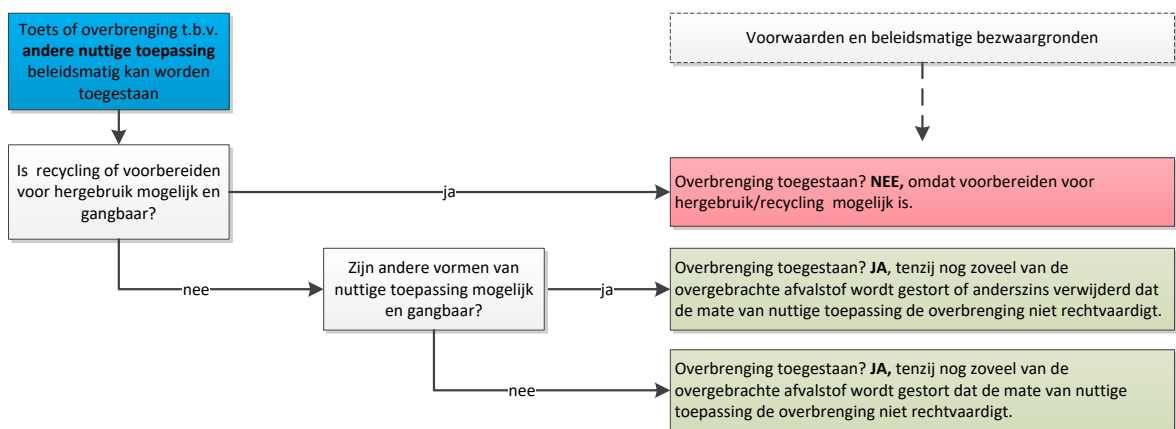 Toets of overbrenging t.b.v.
andere nuttige toepassing
beleidsmatig kan worden
toegestaan
Voorwaarden en beleidsmatige bezwaargronden
Is recycling of voorbereiden
voor hergebruik mogelijk en
gangbaar?
ja
Overbrenging toegestaan? NEE, omdat voorbereiden voor
hergebruik/recycling mogelijk is.
nee
Zijn andere vormen van
nuttige toepassing mogelijk
en gangbaar?
ja
Overbrenging toegestaan? JA, tenzij nog zoveel van de
overgebrachte afvalstof wordt gestort of anderszins verwijderd dat
de mate van nuttige toepassing de overbrenging niet rechtvaardigt.
nee
Overbrenging toegestaan? JA, tenzij nog zoveel van de
overgebrachte afvalstof wordt gestort dat de mate van nuttige
toepassing de overbrenging niet rechtvaardigt.